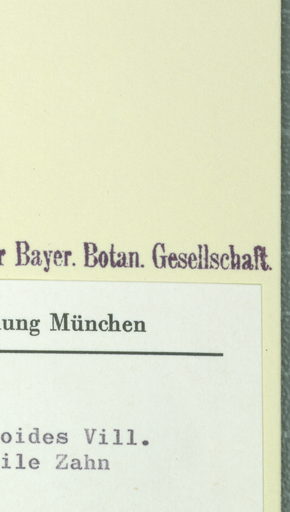 r Bayer. Botan. Gesellschaft.
ung München
oides Vill.
ile Zahn